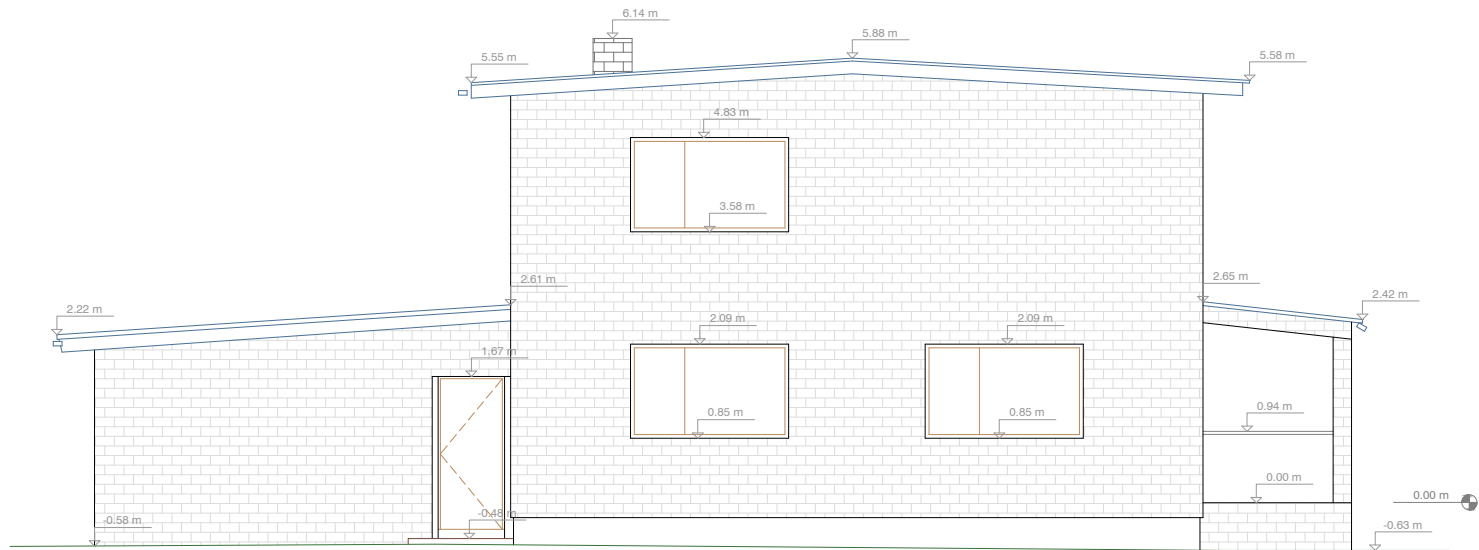 6.14 m
5.88 m
5.55 m
5.58 m
4.83 m
3.58 m
2.61 m
2.65 m
2.22 m
2.42 m
2.09 m
2.09 m
1.67 m
0.85 m
0.85 m
0.94 m
0.00 m
0.00 m
-0.48 m
-0.58 m
-0.63 m